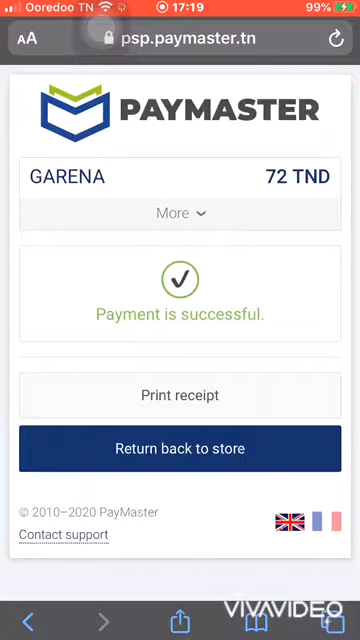 Ooredoo TN 17:19 99%
AA psp.paymaster.tn
PAYMASTER
GARENA 72 TND
More
Payment is successful.
Print receipt
Return back to store
© 2010–2020 PayMaster
Contact support
VIVAVIDEO